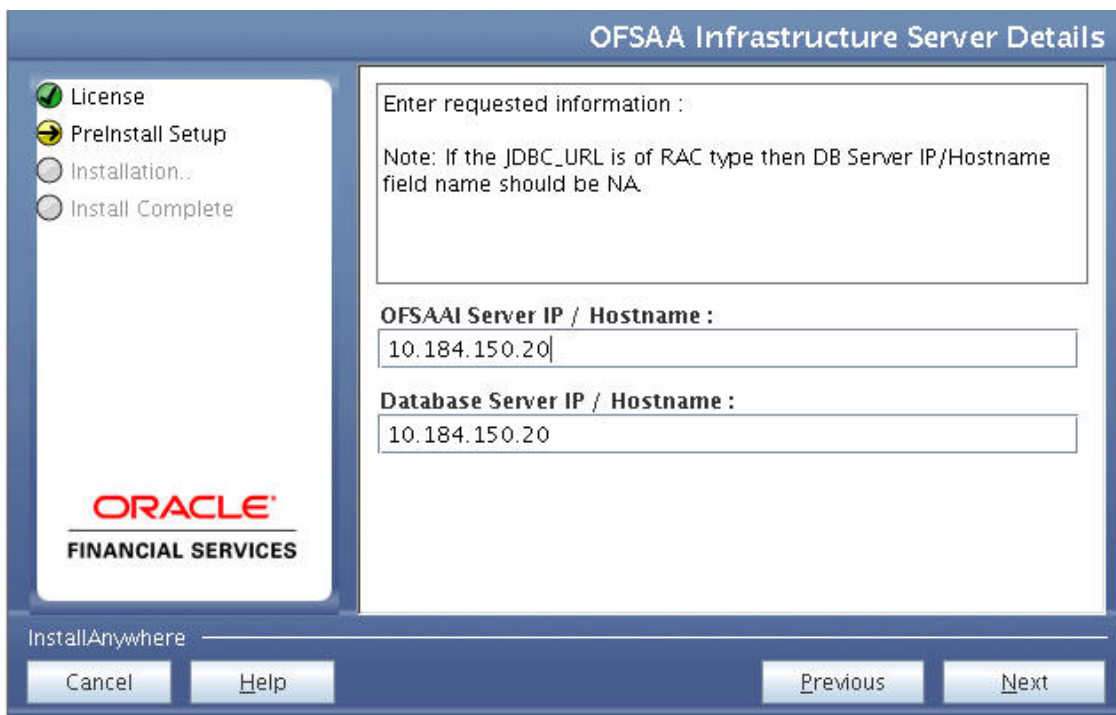 OFSAA Infrastructure Server Details
License
PreInstall Setup
Installation..
Install Complete
ORACLE®
FINANCIAL SERVICES
Enter requested information :
Note: If the JDBC_URL is of RAC type then DB Server IP/Hostname
field name should be NA.
OFSAAI Server IP / Hostname :
10.184.150.20
Database Server IP / Hostname :
10.184.150.20
InstallAnywhere
Cancel
Help
Previous
Next